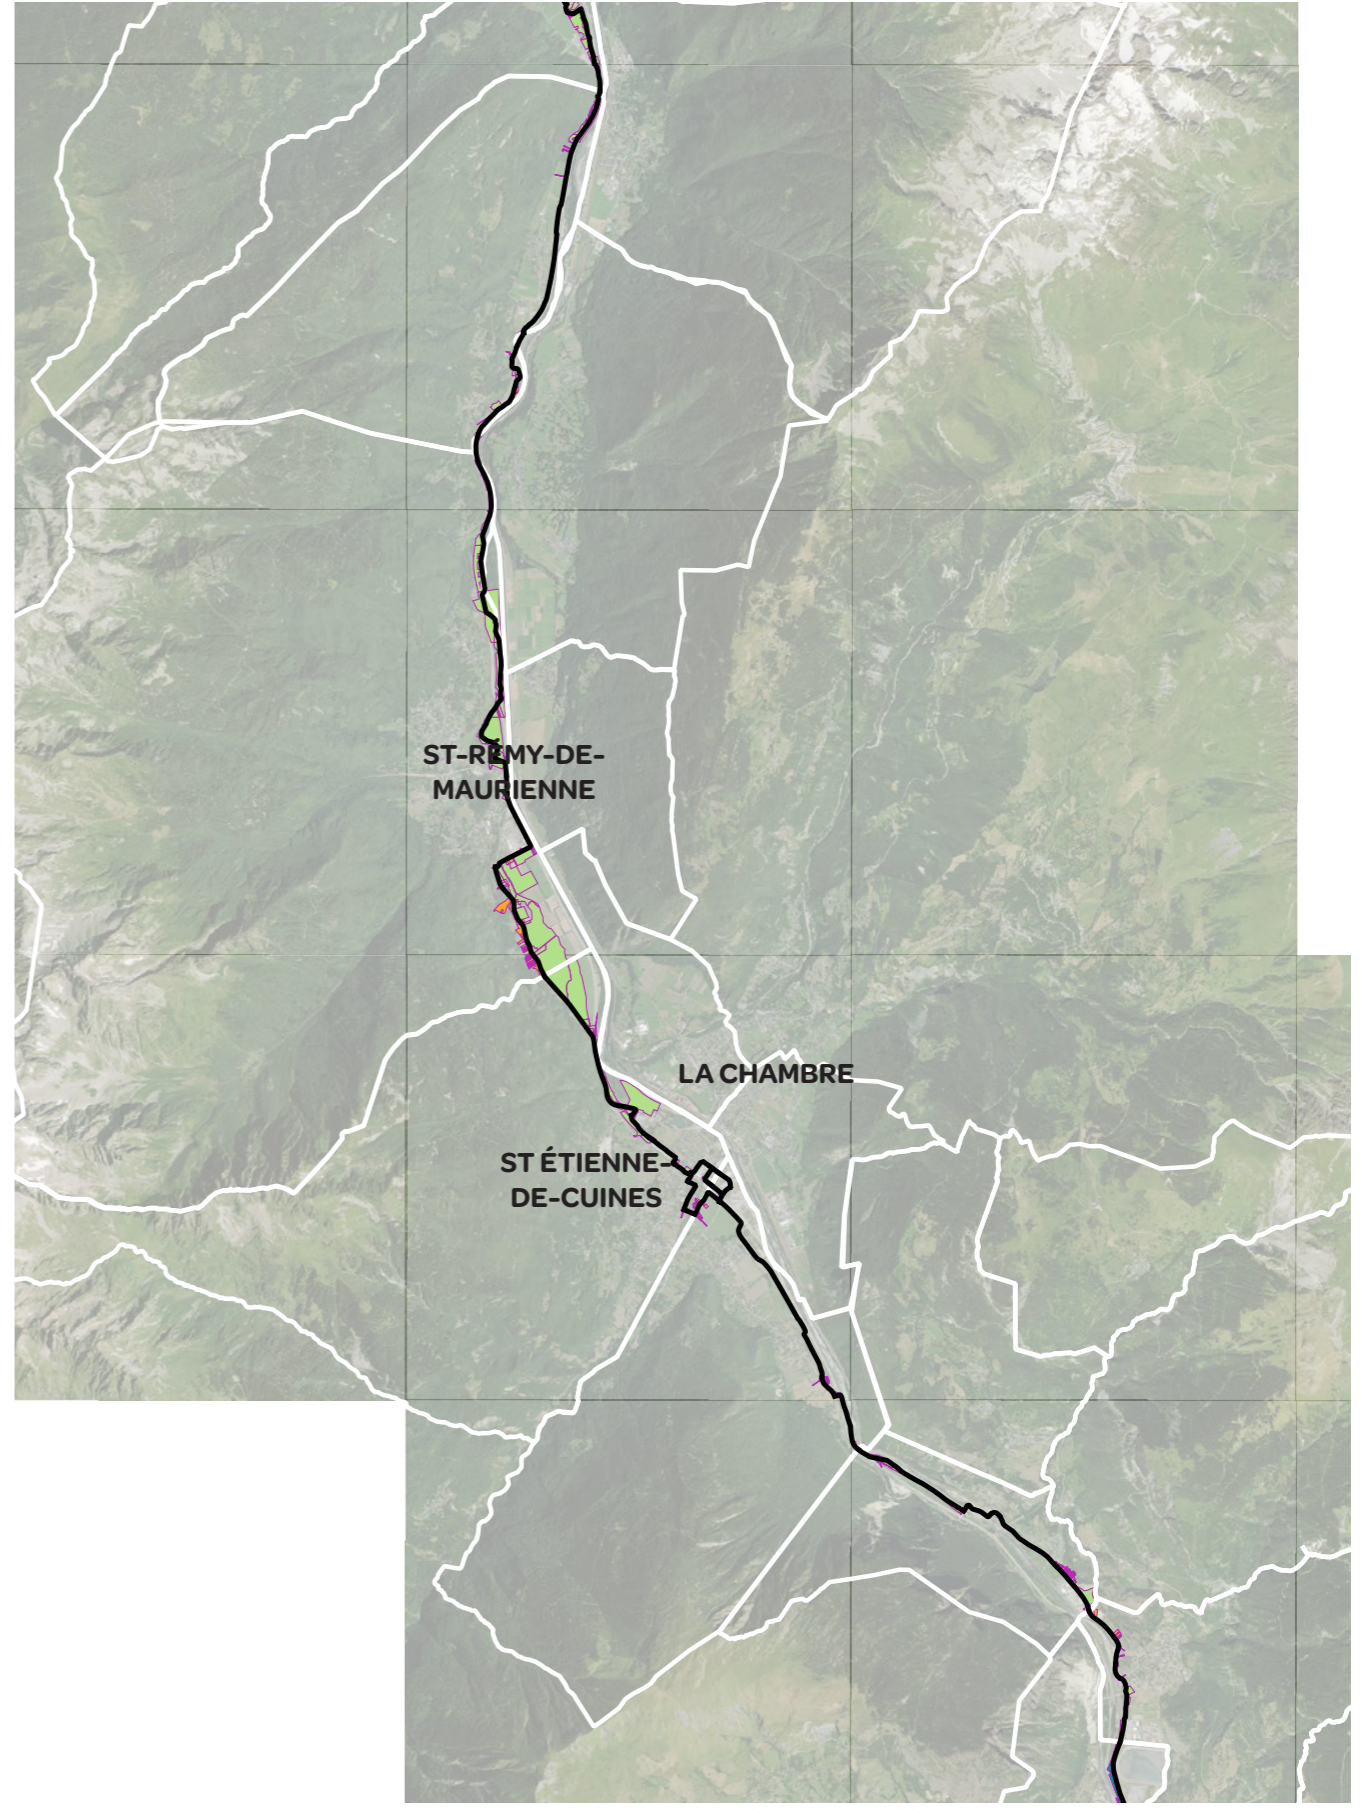 ST-RÉMY-DE-
MAURIENNE
LA CHAMBRE
ST ÉTIENNE-
DE-CUINES